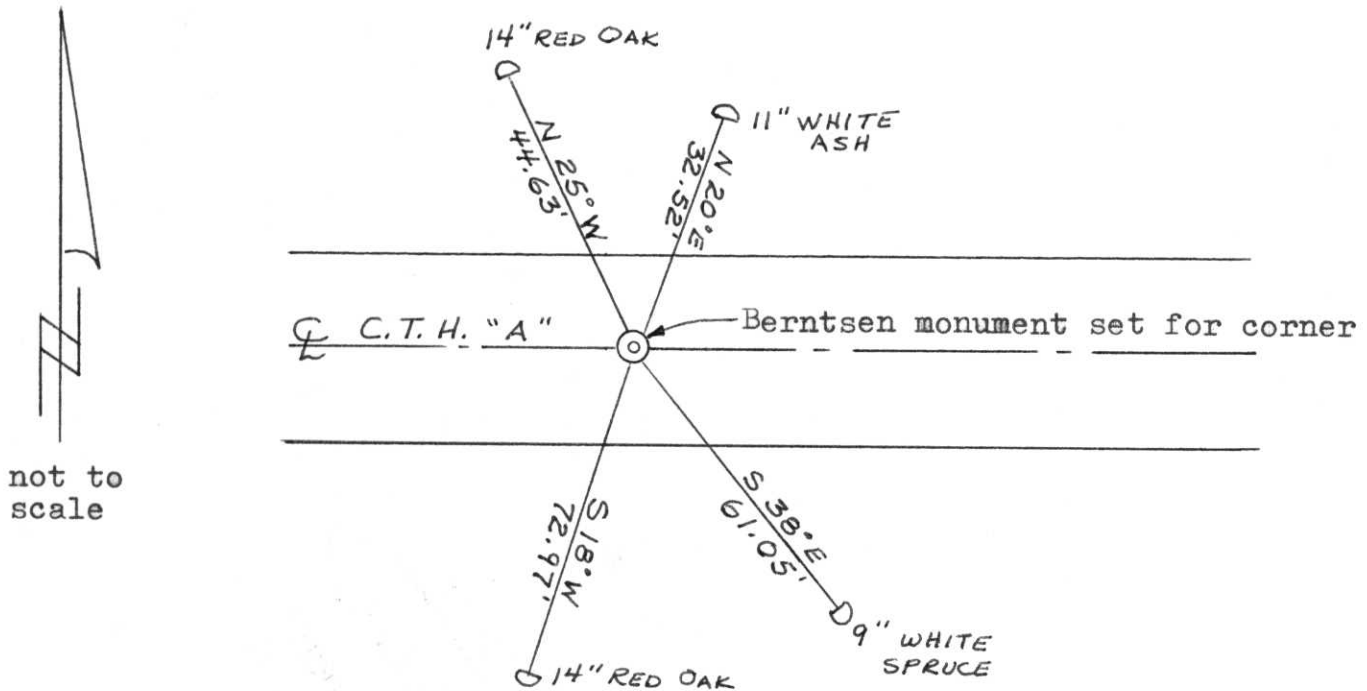 14" RED OAK
11" WHITE
ASH
N 25° W
44.63'
N 20° E
32.52'
℄ C.T.H. "A"
Berntsen monument set for corner
not to
scale
S 18° W
72.97'
S 38° E
61.05'
9" WHITE
SPRUCE
14" RED OAK